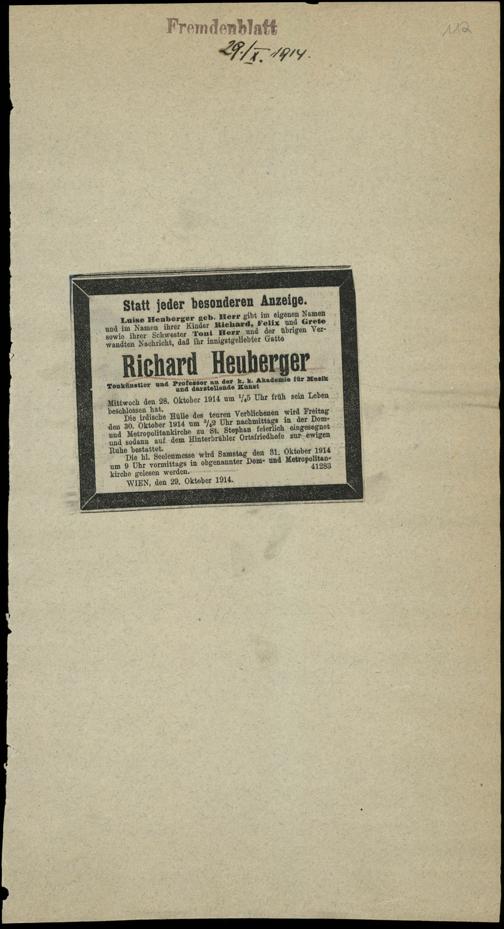 Fremdenblatt
112
29./X. 1914.
Statt jeder besonderen Anzeige.
Luise Heuberger geb. Herr gibt im eigenen Namen
und im Namen ihrer Kinder Richard, Felix und Grete
sowie ihrer Schwester Toni Herr und der übrigen Ver-
wandten Nachricht, daß ihr innigstgeliebter Gatte
Richard Heuberger
Tonkünstler und Professor an der k. k. Akademie für Musik
und darstellende Kunst
Mittwoch den 28. Oktober 1914 um 1/45 Uhr früh sein Leben
beschlossen hat.
Die irdische Hülle des teuren Verblichenen wird Freitag
den 30. Oktober 1914 um Uhr nachmittags in der Dom-
und Metropolitankirche zu St. Stephan feierlich eingesegnet
und sodann auf dem Hinterbrühler Ortsfriedhofe zur ewigen
Ruhe bestattet.
Die hl. Seelenmesse wird Samstag den 31. Oktober 1914
um 9 Uhr vormittags in obgenannter Dom- und Metropolitan-
kirche gelesen werden. 41283
WIEN, den 29. Oktober 1914.